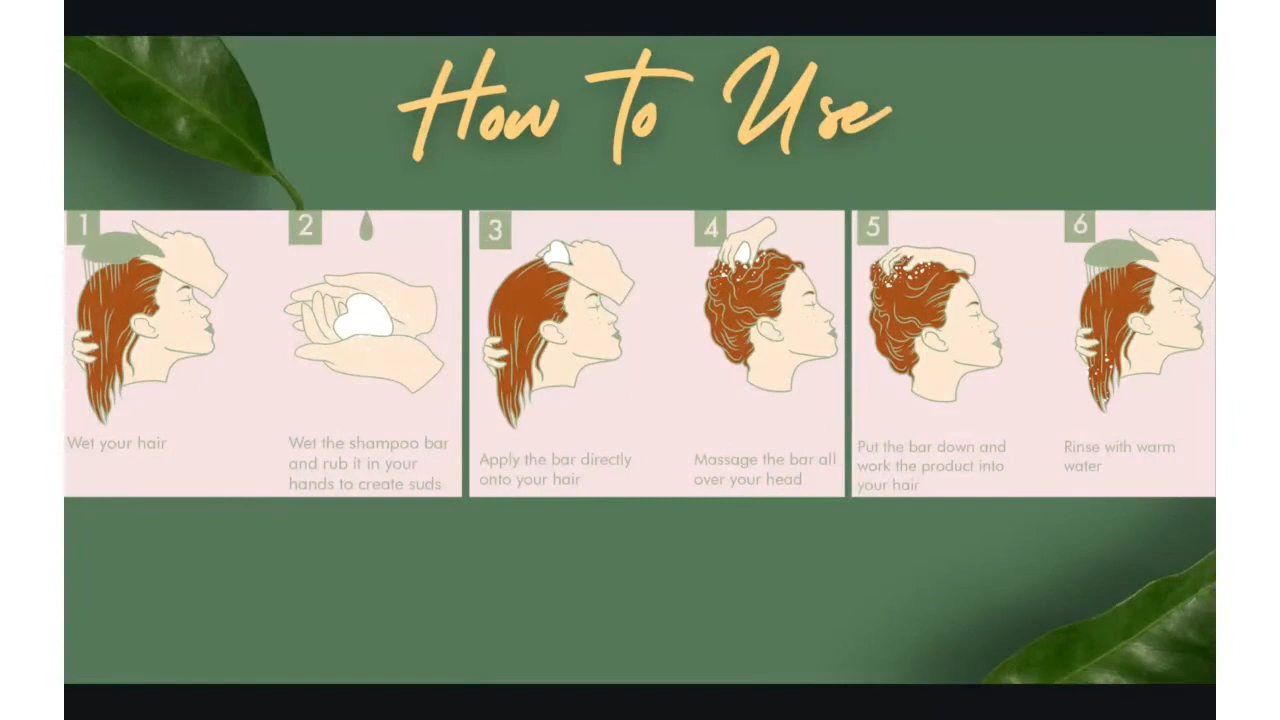 How To Use
1
Wet your hair
2
Wet the shampoo bar
and rub it in your
hands to create suds
3
Apply the bar directly
onto your hair
4
Massage the bar all
over your head
5
Put the bar down and
work the product into
your hair
6
Rinse with warm
water